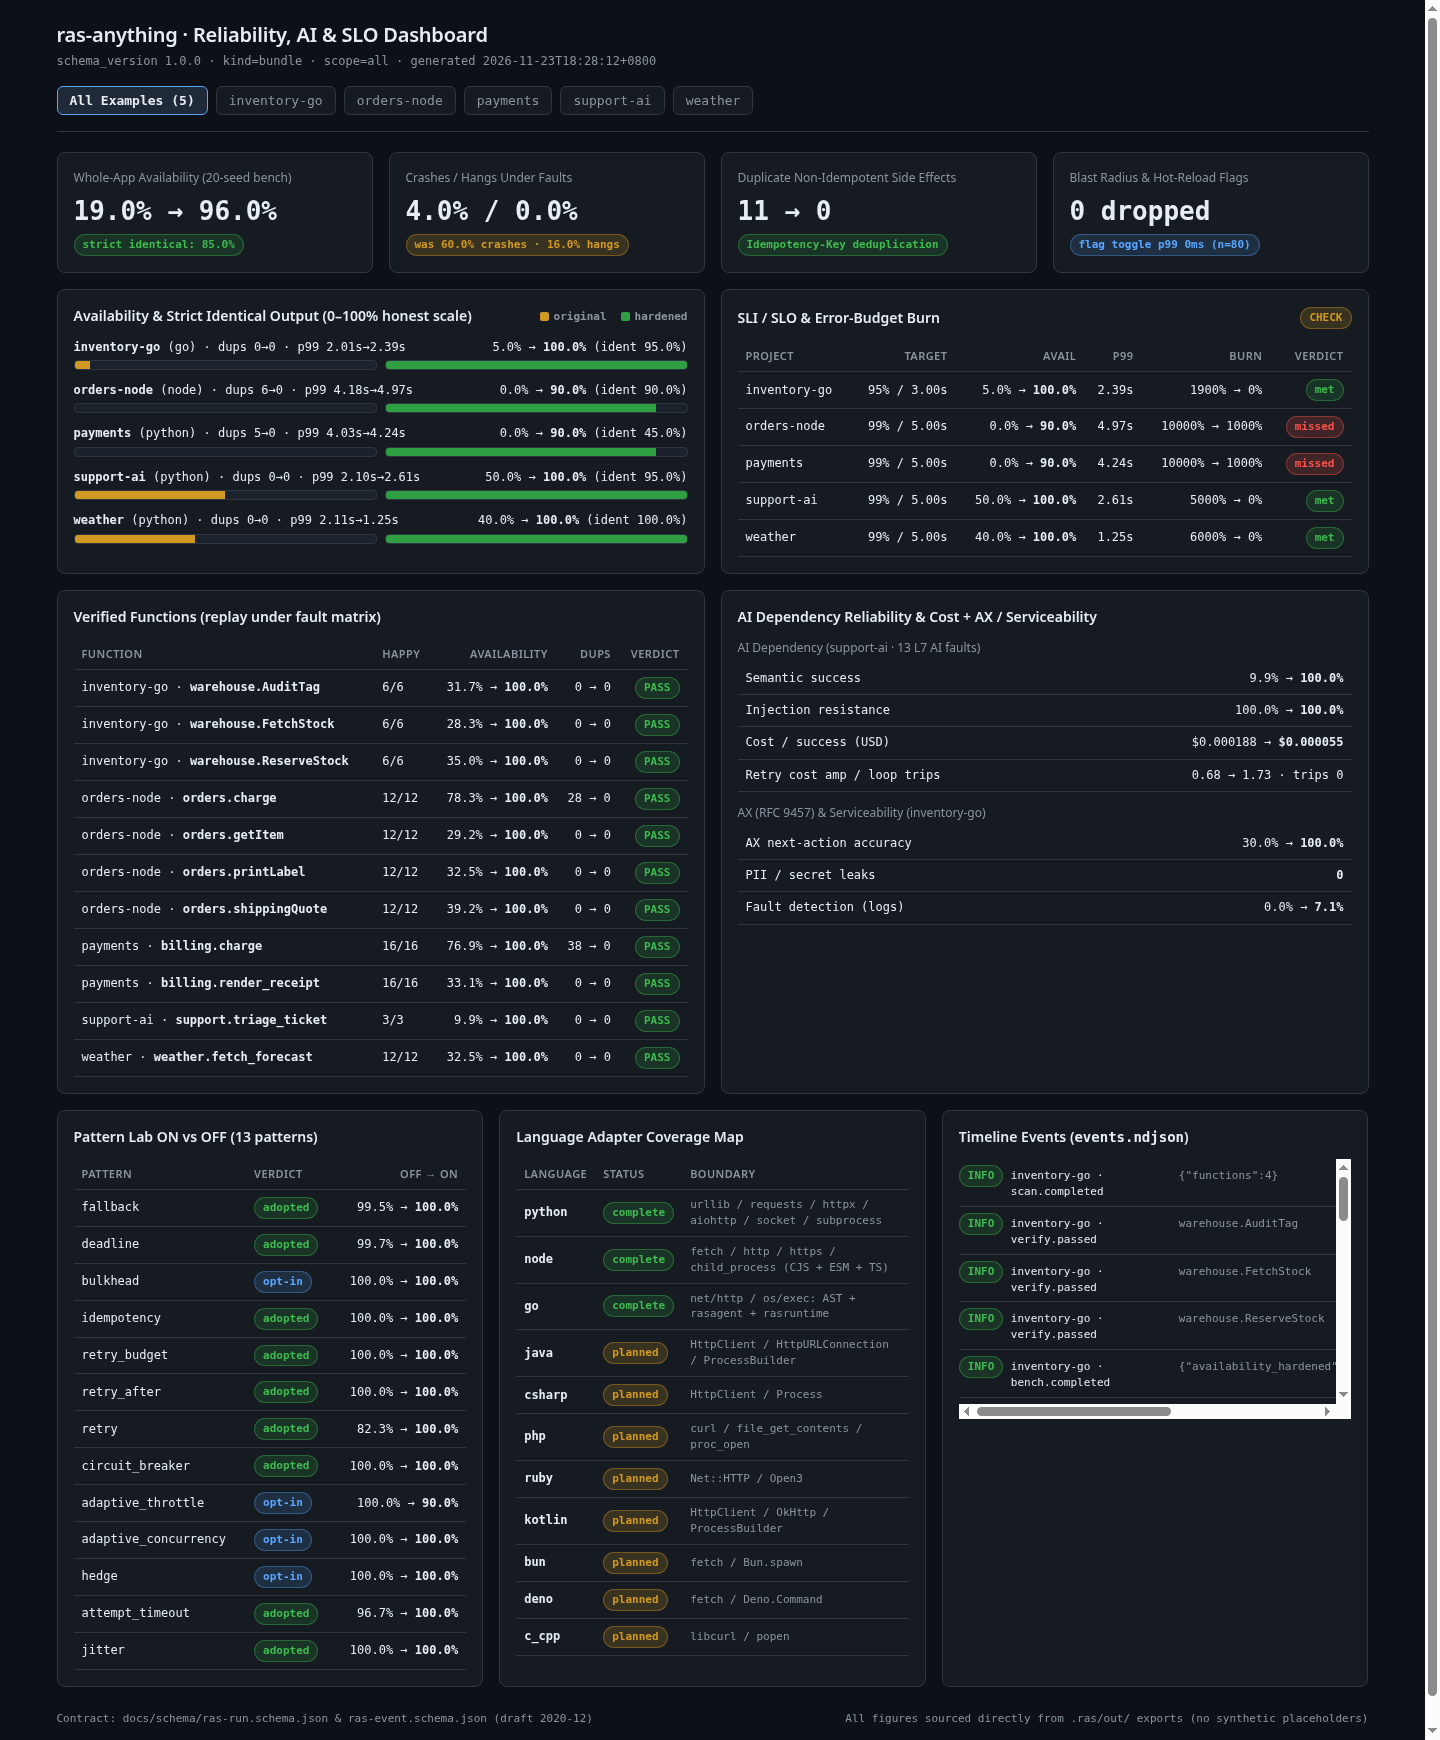 ras-anything · Reliability, AI & SLO Dashboard
schema_version 1.0.0 · kind=bundle · scope=all · generated 2026-11-23T18:28:12+0800
All Examples (5) inventory-go orders-node payments support-ai weather
Whole-App Availability (20-seed bench)
19.0% → 96.0%
strict identical: 85.0%
Crashes / Hangs Under Faults
4.0% / 0.0%
was 60.0% crashes · 16.0% hangs
Duplicate Non-Idempotent Side Effects
11 → 0
Idempotency-Key deduplication
Blast Radius & Hot-Reload Flags
0 dropped
flag toggle p99 0ms (n=80)
Availability & Strict Identical Output (0–100% honest scale) original hardened
inventory-go (go) · dups 0→0 · p99 2.01s→2.39s 5.0% → 100.0% (ident 95.0%)
orders-node (node) · dups 6→0 · p99 4.18s→4.97s 0.0% → 90.0% (ident 90.0%)
payments (python) · dups 5→0 · p99 4.03s→4.24s 0.0% → 90.0% (ident 45.0%)
support-ai (python) · dups 0→0 · p99 2.10s→2.61s 50.0% → 100.0% (ident 95.0%)
weather (python) · dups 0→0 · p99 2.11s→1.25s 40.0% → 100.0% (ident 100.0%)
SLI / SLO & Error-Budget Burn CHECK
PROJECT TARGET AVAIL P99 BURN VERDICT
inventory-go 95% / 3.00s 5.0% → 100.0% 2.39s 1900% → 0% met
orders-node 99% / 5.00s 0.0% → 90.0% 4.97s 10000% → 1000% missed
payments 99% / 5.00s 0.0% → 90.0% 4.24s 10000% → 1000% missed
support-ai 99% / 5.00s 50.0% → 100.0% 2.61s 5000% → 0% met
weather 99% / 5.00s 40.0% → 100.0% 1.25s 6000% → 0% met
Verified Functions (replay under fault matrix)
FUNCTION HAPPY AVAILABILITY DUPS VERDICT
inventory-go · warehouse.AuditTag 6/6 31.7% → 100.0% 0 → 0 PASS
inventory-go · warehouse.FetchStock 6/6 28.3% → 100.0% 0 → 0 PASS
inventory-go · warehouse.ReserveStock 6/6 35.0% → 100.0% 0 → 0 PASS
orders-node · orders.charge 12/12 78.3% → 100.0% 28 → 0 PASS
orders-node · orders.getItem 12/12 29.2% → 100.0% 0 → 0 PASS
orders-node · orders.printLabel 12/12 32.5% → 100.0% 0 → 0 PASS
orders-node · orders.shippingQuote 12/12 39.2% → 100.0% 0 → 0 PASS
payments · billing.charge 16/16 76.9% → 100.0% 38 → 0 PASS
payments · billing.render_receipt 16/16 33.1% → 100.0% 0 → 0 PASS
support-ai · support.triage_ticket 3/3 9.9% → 100.0% 0 → 0 PASS
weather · weather.fetch_forecast 12/12 32.5% → 100.0% 0 → 0 PASS
AI Dependency Reliability & Cost + AX / Serviceability
AI Dependency (support-ai · 13 L7 AI faults)
Semantic success 9.9% → 100.0%
Injection resistance 100.0% → 100.0%
Cost / success (USD) $0.000188 → $0.000055
Retry cost amp / loop trips 0.68 → 1.73 · trips 0
AX (RFC 9457) & Serviceability (inventory-go)
AX next-action accuracy 30.0% → 100.0%
PII / secret leaks 0
Fault detection (logs) 0.0% → 7.1%
Pattern Lab ON vs OFF (13 patterns)
PATTERN VERDICT OFF → ON
fallback adopted 99.5% → 100.0%
deadline adopted 99.7% → 100.0%
bulkhead opt-in 100.0% → 100.0%
idempotency adopted 100.0% → 100.0%
retry_budget adopted 100.0% → 100.0%
retry_after adopted 100.0% → 100.0%
retry adopted 82.3% → 100.0%
circuit_breaker adopted 100.0% → 100.0%
adaptive_throttle opt-in 100.0% → 90.0%
adaptive_concurrency opt-in 100.0% → 100.0%
hedge opt-in 100.0% → 100.0%
attempt_timeout adopted 96.7% → 100.0%
jitter adopted 100.0% → 100.0%
Language Adapter Coverage Map
LANGUAGE STATUS BOUNDARY
python complete urllib / requests / httpx /
aiohttp / socket / subprocess
node complete fetch / http / https /
child_process (CJS + ESM + TS)
go complete net/http / os/exec: AST +
rasagent + rasruntime
java planned HttpClient / HttpURLConnection
/ ProcessBuilder
csharp planned HttpClient / Process
php planned curl / file_get_contents /
proc_open
ruby planned Net::HTTP / Open3
kotlin planned HttpClient / OkHttp /
ProcessBuilder
bun planned fetch / Bun.spawn
deno planned fetch / Deno.Command
c_cpp planned libcurl / popen
Timeline Events (events.ndjson)
INFO inventory-go · {"functions":4}
scan.completed
INFO inventory-go · warehouse.AuditTag
verify.passed
INFO inventory-go · warehouse.FetchStock
verify.passed
INFO inventory-go · warehouse.ReserveStock
verify.passed
INFO inventory-go · {"availability_hardened"
bench.completed
Contract: docs/schema/ras-run.schema.json & ras-event.schema.json (draft 2020-12)
All figures sourced directly from .ras/out/ exports (no synthetic placeholders)